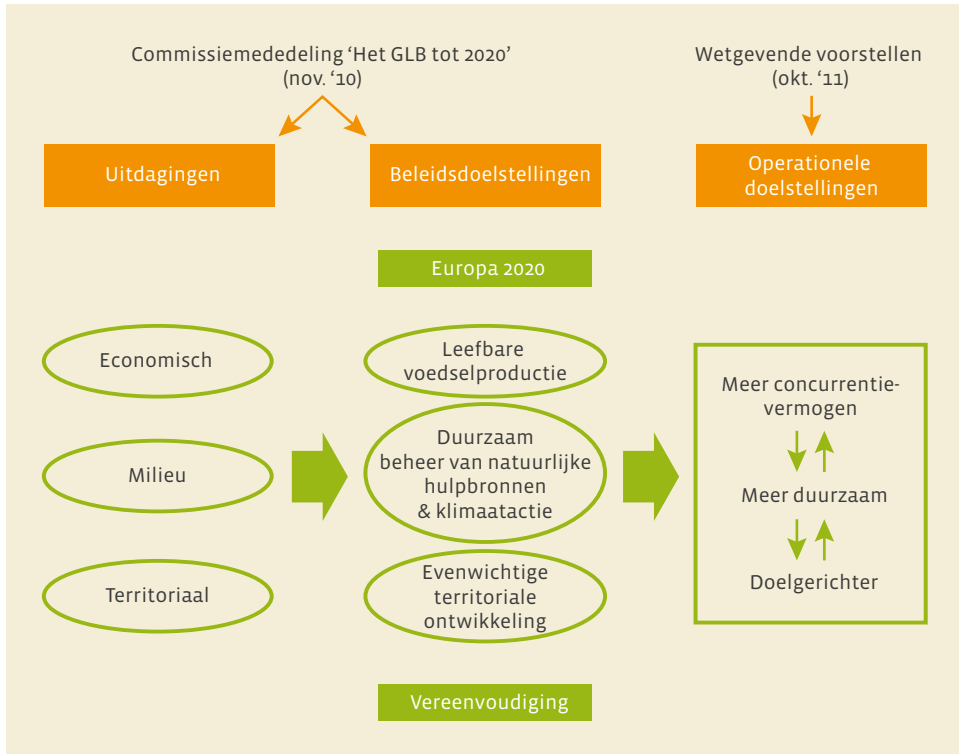 Commissiemededeling ‘Het GLB tot 2020’
(nov. ‘10)
Wetgevende voorstellen
(okt. ‘11)
Uitdagingen
Beleidsdoelstellingen
Operationele
doelstellingen
Europa 2020
Economisch
Milieu
Territoriaal
Leefbare
voedselproductie
Duurzaam
beheer van natuurlijke
hulpbronnen
& klimaatactie
Evenwichtige
territoriale
ontwikkeling
Meer concurrentie-
vermogen
Meer duurzaam
Doelgerichter
Vereenvoudiging